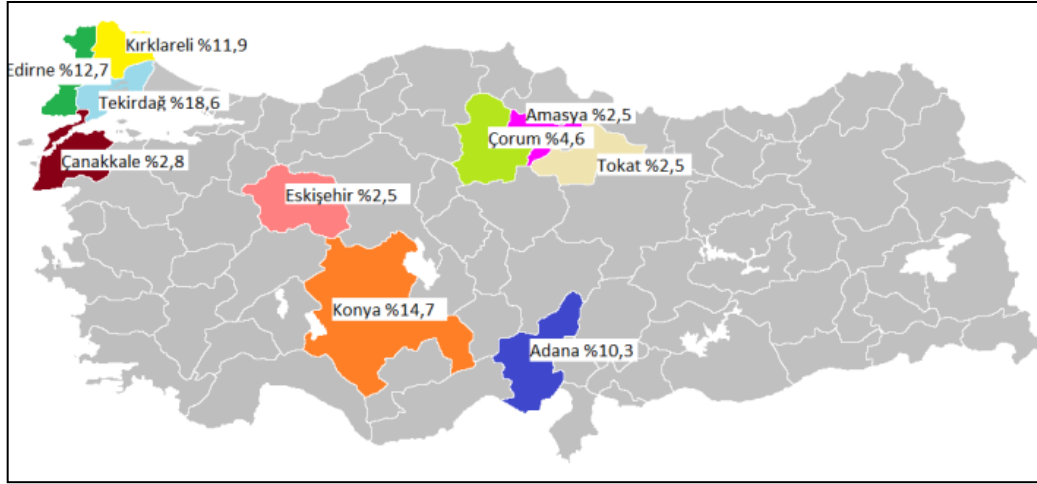 Kırklareli %11,9
Edirne %12,7
Tekirdağ %18,6
Çanakkale %2,8
Amasya %2,5
Çorum %4,6
Tokat %2,5
Eskişehir %2,5
Konya %14,7
Adana %10,3